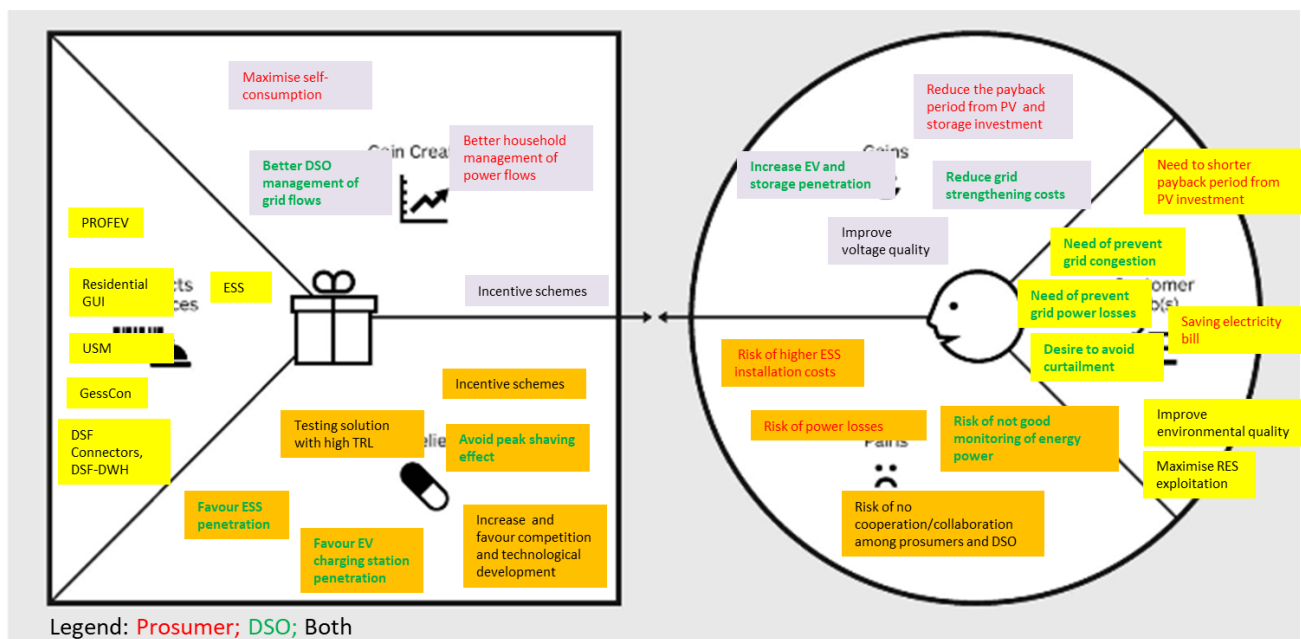 Maximise self-
consumption
Gain Creat
Better household
management of
power flows
Better DSO
management of
grid flows
PROFEV
Residential
GUI
cts
ices
ESS
USM
GessCon
DSF
Connectors,
DSF-DWH
Incentive schemes
Incentive schemes
Testing solution
with high TRL
elie
Avoid peak shaving
effect
Favour ESS
penetration
Favour EV
charging station
penetration
Increase and
favour competition
and technological
development
Reduce the payback
period from PV and
storage investment
Gains
Increase EV and
storage penetration
Reduce grid
strengthening costs
Improve
voltage quality
Need to shorter
payback period from
PV investment
Need of prevent
grid congestion
tomer
b(s)
Need of prevent
grid power losses
Saving electricity
bill
Desire to avoid
curtailment
Improve
environmental quality
Maximise RES
exploitation
Risk of higher ESS
installation costs
Risk of power losses
Pains
Risk of not good
monitoring of energy
power
Risk of no
cooperation/collaboration
among prosumers and DSO
Legend: Prosumer; DSO; Both